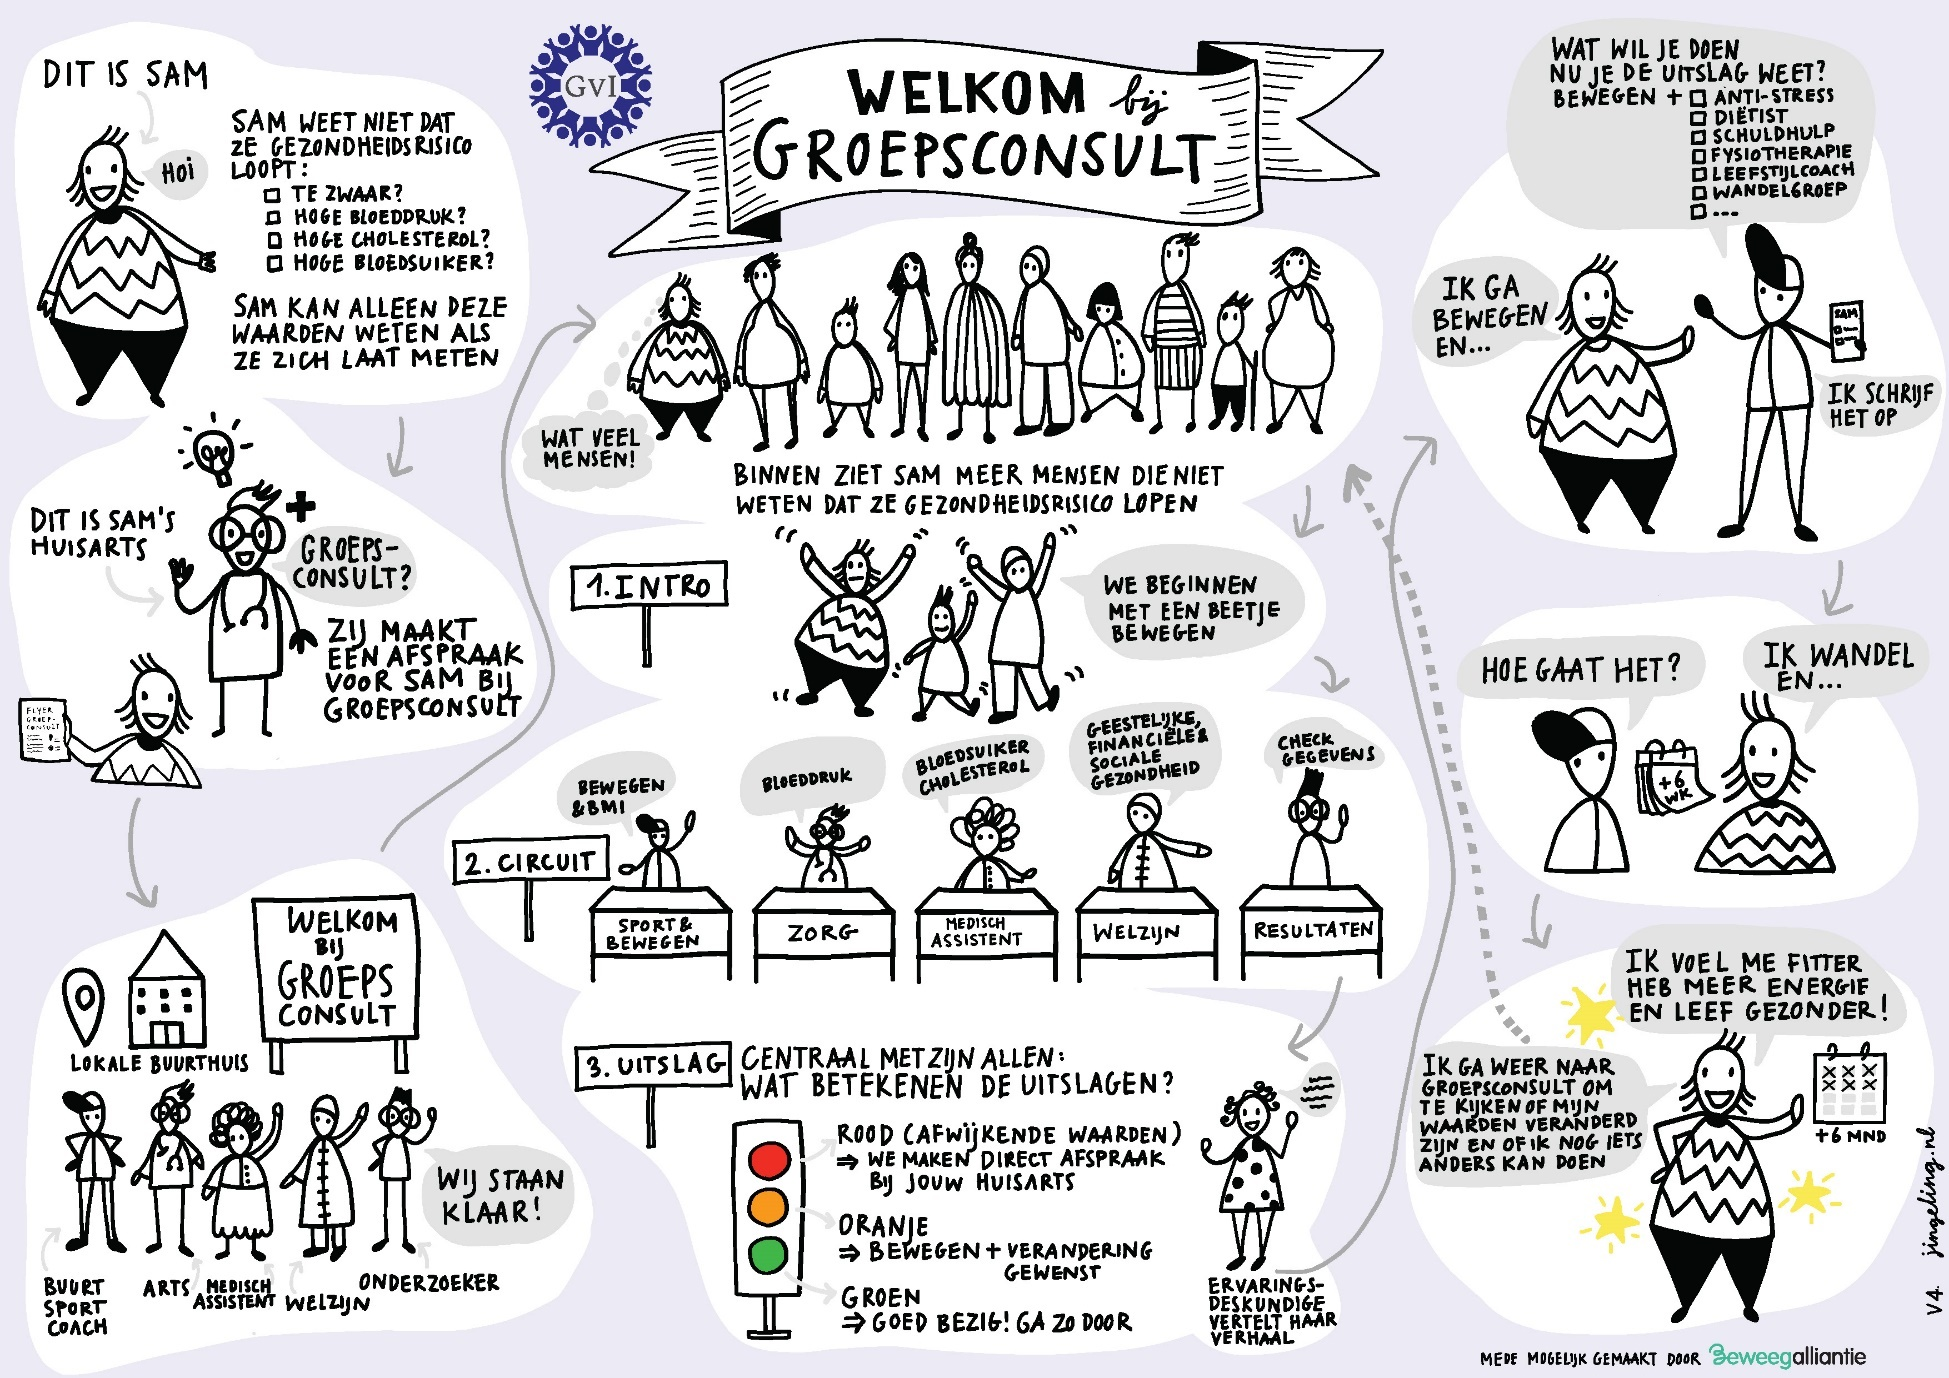 DIT IS SAM
HOI
SAM WEET NIET DAT
ZE GEZONDHEIDSRISICO
LOOPT:
TE ZWAAR?
HOGE BLOEDDRUK?
HOGE CHOLESTEROL?
HOGE BLOEDSUIKER?
SAM KAN ALLEEN DEZE
WAARDEN WETEN ALS
ZE ZICH LAAT METEN
DIT IS SAM'S
HUISARTS
GROEPS-
CONSULT?
ZIJ MAAKT
EEN AFSPRAAK
VOOR SAM BIJ
GROEPSCONSULT
FLYER
GROEP-
CONSULT
WELKOM
BIJ
GROEPS
CONSULT
LOKALE BUURTHUIS
WIJ STAAN
KLAAR!
BUURT
SPORT
COACH
ARTS
MEDISCH
ASSISTENT
WELZIJN
ONDERZOEKER
GvI
WELKOM bij
GROEPSCONSULT
WAT VEEL
MENSEN!
BINNEN ZIET SAM MEER MENSEN DIE NIET
WETEN DAT ZE GEZONDHEIDSRISICO LOPEN
1. INTRO
WE BEGINNEN
MET EEN BEETJE
BEWEGEN
2. CIRCUIT
BEWEGEN
& BMI
BLOEDDRUK
BLOEDSUIKER
CHOLESTEROL
GEESTELIJKE,
FINANCIËLE &
SOCIALE
GEZONDHEID
CHECK
GEGEVENS
SPORT &
BEWEGEN
ZORG
MEDISCH
ASSISTENT
WELZIJN
RESULTATEN
3. UITSLAG
CENTRAAL MET ZIJN ALLEN:
WAT BETEKENEN DE UITSLAGEN?
ROOD (AFWIJKENDE WAARDEN)
⇒ WE MAKEN DIRECT AFSPRAAK
BIJ JOUW HUISARTS
ORANJE
⇒ BEWEGEN + VERANDERING
GEWENST
GROEN
⇒ GOED BEZIG! GA ZO DOOR
ERVARINGS-
DESKUNDIGE
VERTELT HAAR
VERHAAL
WAT WIL JE DOEN
NU JE DE UITSLAG WEET?
BEWEGEN + ANTI-STRESS
DIËTIST
SCHULDHULP
FYSIOTHERAPIE
LEEFSTIJLCOACH
WANDELGROEP
...
IK GA
BEWEGEN
EN...
SAM
IK SCHRIJF
HET OP
HOE GAAT HET?
+6
WK
IK WANDEL
EN...
IK VOEL ME FITTER
HEB MEER ENERGIE
EN LEEF GEZONDER!
IK GA WEER NAAR
GROEPSCONSULT OM
TE KIJKEN OF MIJN
WAARDEN VERANDERD
ZIJN EN OF IK NOG IETS
ANDERS KAN DOEN
+6 MND
V4 jingeling.nl
MEDE MOGELIJK GEMAAKT DOOR Beweegalliantie